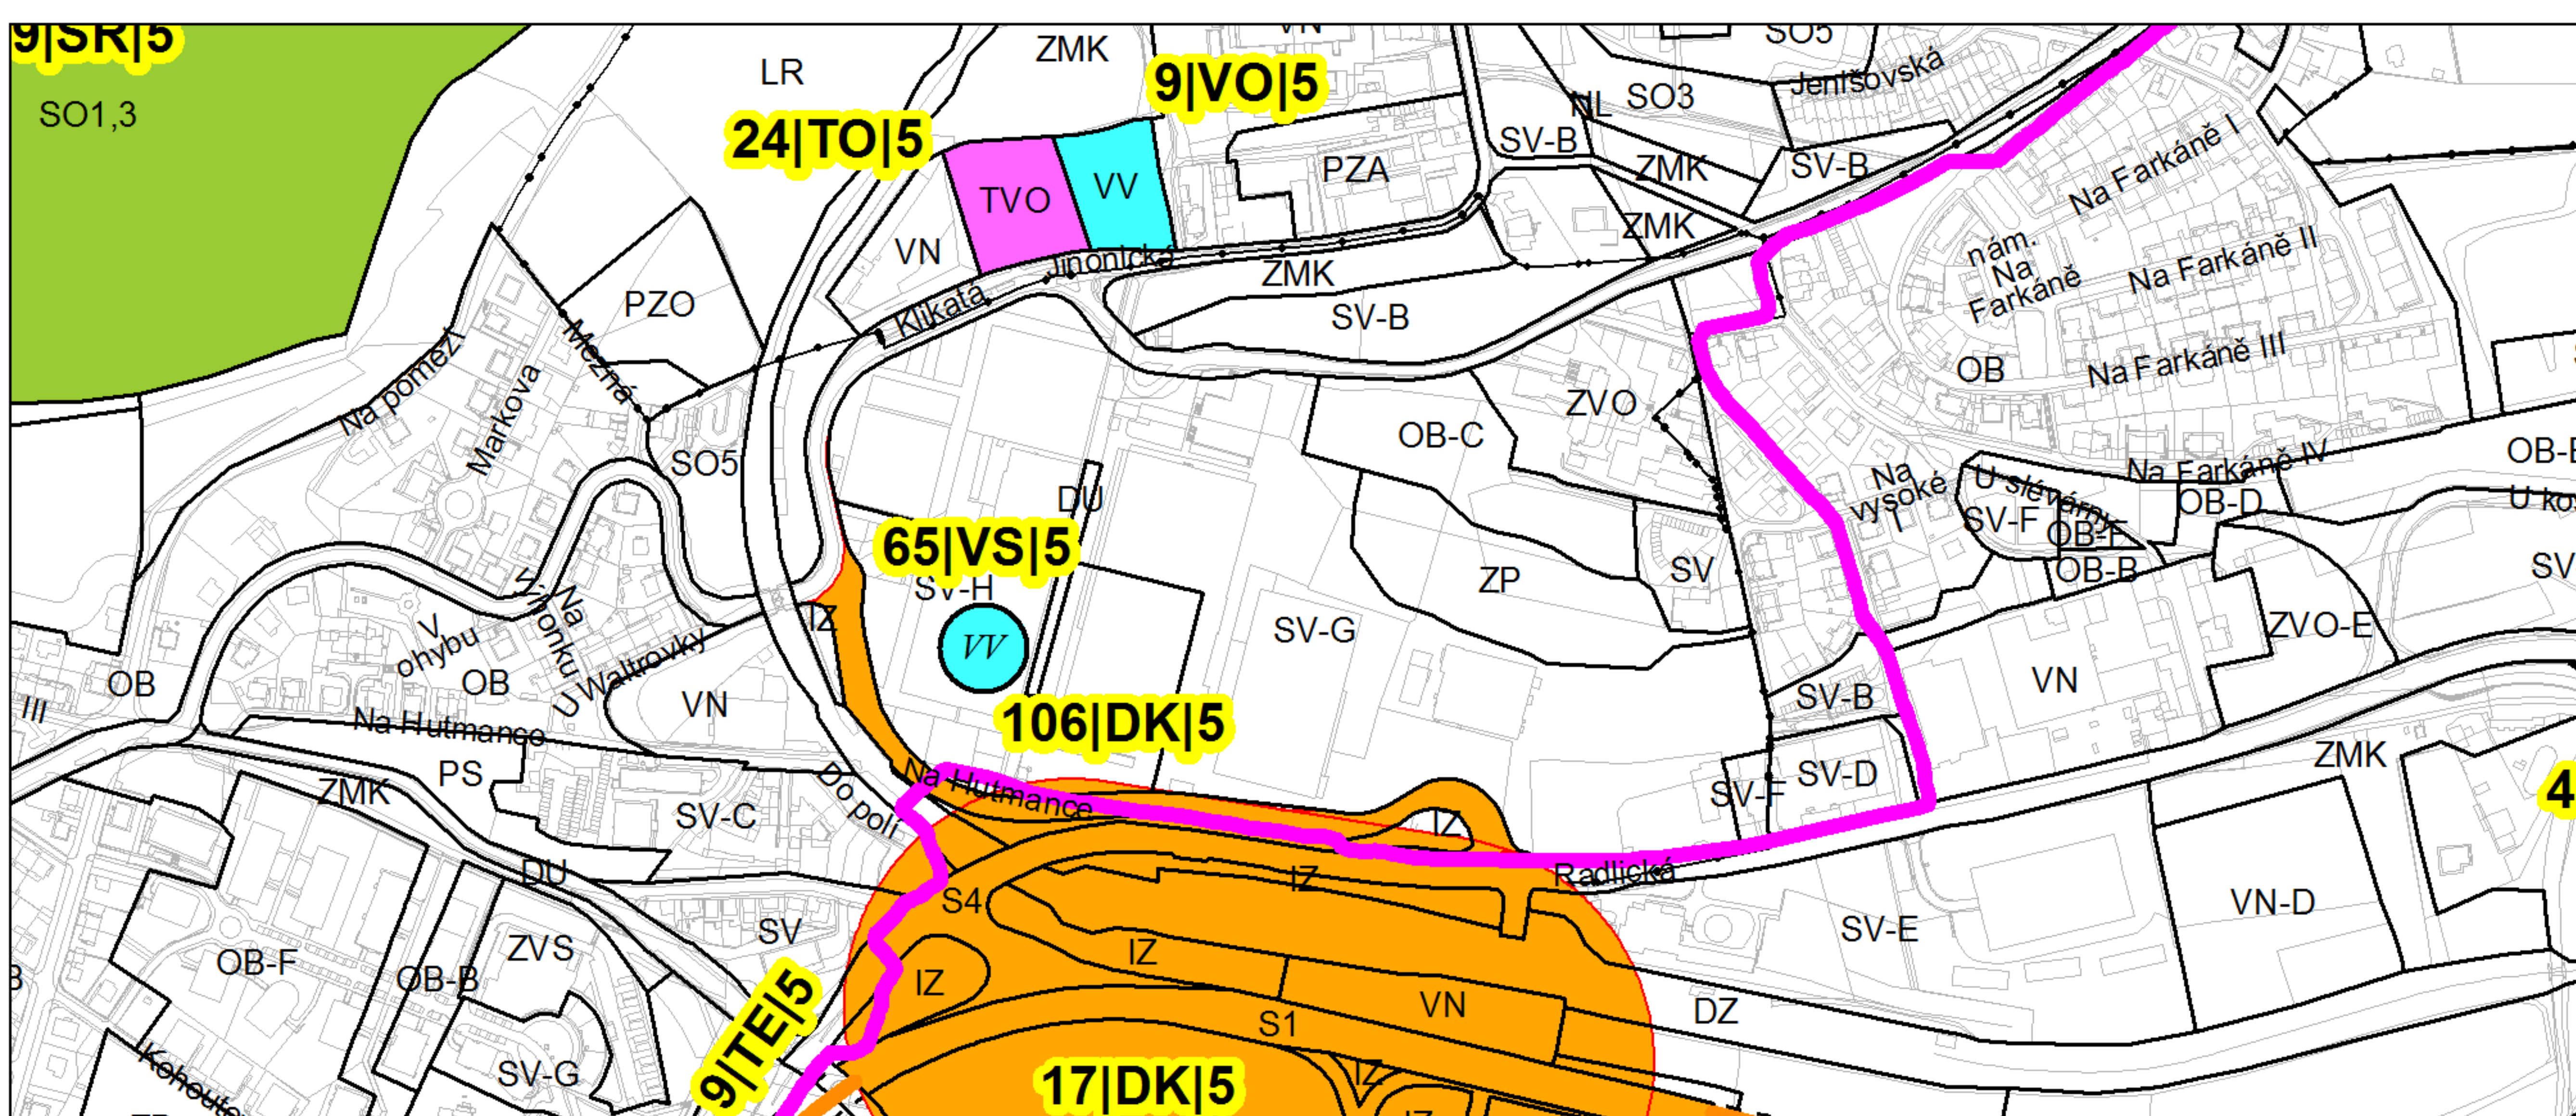 9|SR|5
SO1,3
LR
ZMK
9|VO|5
VN
SO5
Jenišovská
24|TO|5
NL
SO3
SV-B
ZMK
SV-B
PZA
TVO
VV
VN
ZMK
Na Farkáně I
nám.
Na
Farkáně
Na Farkáně II
Jinonická
ZMK
Klikatá
SV-B
PZO
Mezná
Na pomezí
Markova
OB
Na Farkáně III
ZVO
OB-C
SO5
Na Farkáně IV
OB-E
U slévárny
OB-D
Na
vysoké
I
SV-F
OB-F
OB-B
DU
65|VS|5
SV-H
ZP
SV
SV
IZ
VV
SV-G
ZVO-E
V
ohybu
Na
Výhonku
OB
OB
U Waltrovky
VN
VN
SV-B
III
Na Hutmance
106|DK|5
ZMK
PS
ZMK
Do polí
Na Hutmance
SV-C
SV-F
SV-D
4
IZ
DU
Radlická
IZ
S4
VN-D
SV-E
SV
ZVS
OB-F
OB-B
IZ
IZ
VN
DZ
S1
9|TE|5
SV-G
17|DK|5
IZ
IZ